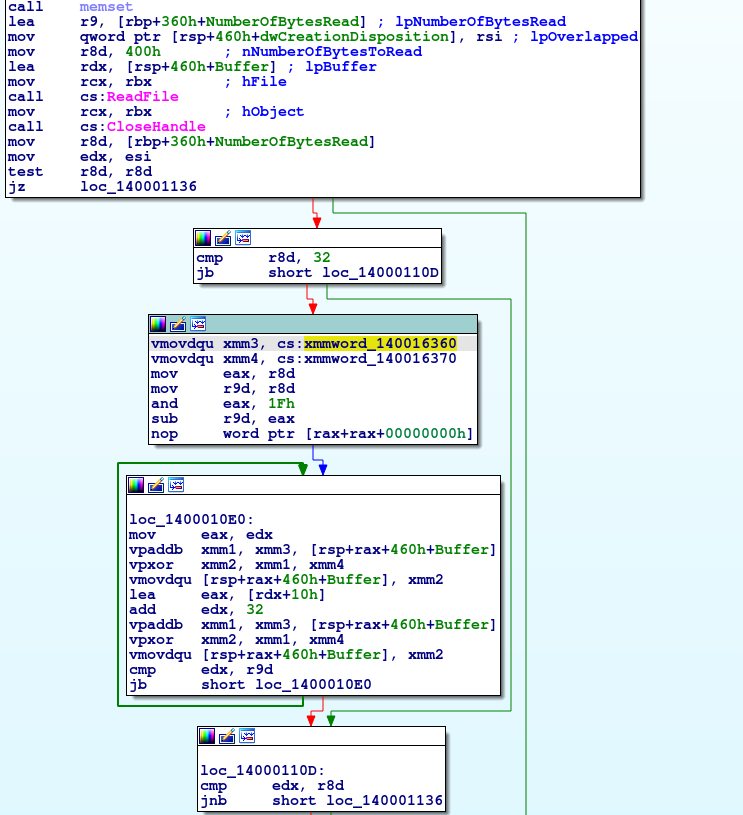 call    memset
lea     r9, [rbp+360h+NumberOfBytesRead] ; lpNumberOfBytesRead
mov     qword ptr [rsp+460h+dwCreationDisposition], rsi ; lpOverlapped
mov     r8d, 400h       ; nNumberOfBytesToRead
lea     rdx, [rsp+460h+Buffer] ; lpBuffer
mov     rcx, rbx        ; hFile
call    cs:ReadFile
mov     rcx, rbx        ; hObject
call    cs:CloseHandle
mov     r8d, [rbp+360h+NumberOfBytesRead]
mov     edx, esi
test    r8d, r8d
jz      loc_140001136
cmp     r8d, 32
jb      short loc_14000110D
vmovdqu xmm3, cs:xmmword_140016360
vmovdqu xmm4, cs:xmmword_140016370
mov     eax, r8d
mov     r9d, r8d
and     eax, 1Fh
sub     r9d, eax
nop     word ptr [rax+rax+00000000h]
loc_1400010E0:
mov     eax, edx
vpaddb  xmm1, xmm3, [rsp+rax+460h+Buffer]
vpxor   xmm2, xmm1, xmm4
vmovdqu [rsp+rax+460h+Buffer], xmm2
lea     eax, [rdx+10h]
add     edx, 32
vpaddb  xmm1, xmm3, [rsp+rax+460h+Buffer]
vpxor   xmm2, xmm1, xmm4
vmovdqu [rsp+rax+460h+Buffer], xmm2
cmp     edx, r9d
jb      short loc_1400010E0
loc_14000110D:
cmp     edx, r8d
jnb     short loc_140001136